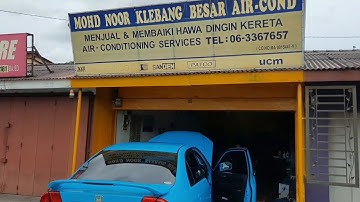 MOHD NOOR KLEBANG BESAR AIR-COND
MENJUAL & MEMBAIKI HAWA DINGIN KERETA
AIR-CONDITIONING SERVICES TEL: 06-3367657
SANDEN PATCO ucm
RE